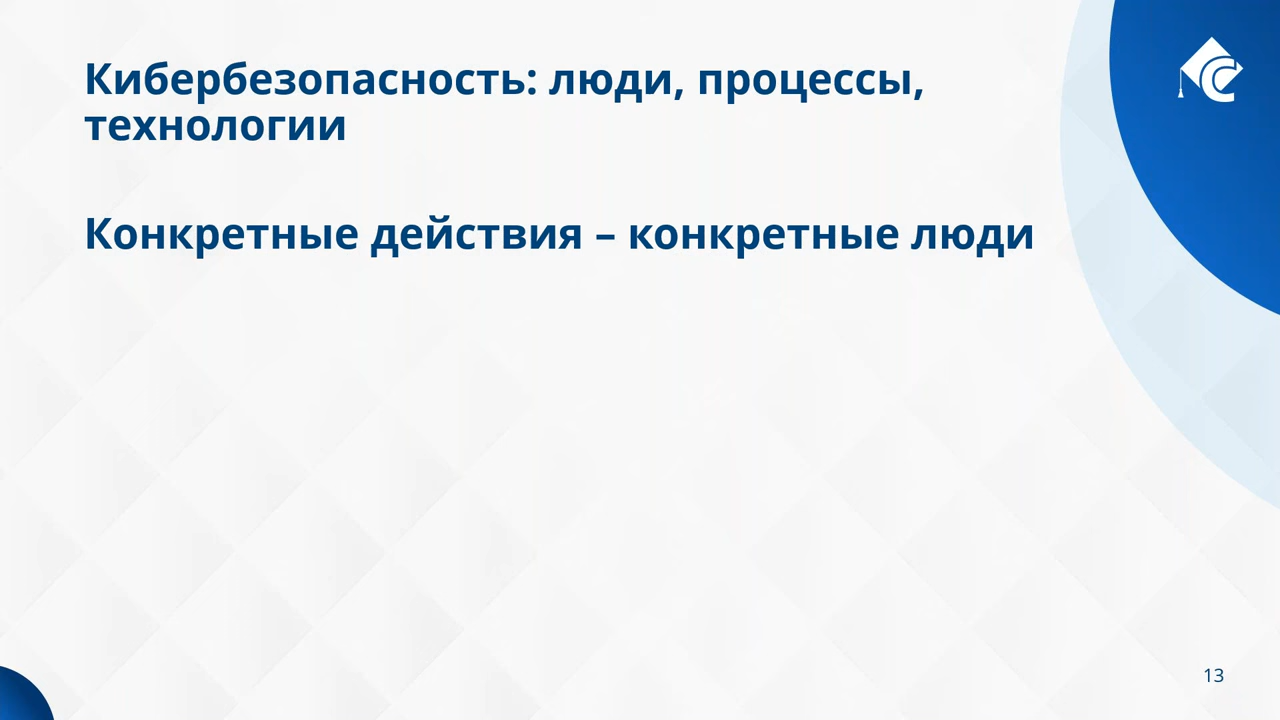 Кибербезопасность: люди, процессы,
технологии
Конкретные действия – конкретные люди
13